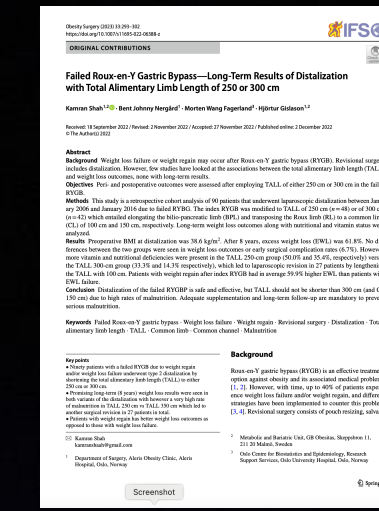 Obesity Surgery (2023) 33:293–302
https://doi.org/10.1007/s11695-022-06388-z
IFSO
ORIGINAL CONTRIBUTIONS
Failed Roux-en-Y Gastric Bypass—Long-Term Results of Distalization
with Total Alimentary Limb Length of 250 or 300 cm
Kamran Shah1,2 · Bent Johnny Nergård1 · Morten Wang Fagerland3 · Hjörtur Gislason1,2
Received: 18 September 2022 / Revised: 2 November 2022 / Accepted: 27 November 2022 / Published online: 2 December 2022
© The Author(s) 2022
Abstract
Background Weight loss failure or weight regain may occur after Roux-en-Y gastric bypass (RYGB). Revisional surge
includes distalization. However, few studies have looked at the associations between the total alimentary limb length (TAL
and weight loss outcomes, none with long-term results.
Objectives Peri- and postoperative outcomes were assessed after employing TALL of either 250 cm or 300 cm in the fail
RYGB.
Methods This is a retrospective cohort analysis of 90 patients that underwent laparoscopic distalization between Jan
ary 2006 and January 2016 due to failed RYBG. The index RYGB was modified to TALL of 250 cm (n=48) or of 300 c
(n=42) which entailed elongating the bilio-pancreatic limb (BPL) and transposing the Roux limb (RL) to a common lim
(CL) of 100 cm and 150 cm, respectively. Long-term weight loss outcomes along with nutritional and vitamin status we
analyzed.
Results Preoperative BMI at distalization was 38.6 kg/m2. After 8 years, excess weight loss (EWL) was 61.8%. No d
ferences between the two groups were seen in weight loss outcomes or early surgical complication rates (6.7%). Howev
more vitamin and nutritional deficiencies were present in the TALL 250-cm group (50.0% and 35.4%, respectively) vers
the TALL 300-cm group (33.3% and 14.3% respectively), which led to laparoscopic revision in 27 patients by lengthenin
the TALL with 100 cm. Patients with weight regain after index RYGB had in average 59.9% higher EWL than patients wi
EWL failure.
Conclusion Distalization of the failed RYGBP is safe and effective, but TALL should not be shorter than 300 cm (and C
150 cm) due to high rates of malnutrition. Adequate supplementation and long-term follow-up are mandatory to preve
serious malnutrition.
Keywords Failed Roux-en-Y gastric bypass · Weight loss failure · Weight regain · Revisional surgery · Distalization · Tota
alimentary limb length · TALL · Common limb · Common channel · Malnutrition
Key points
• Ninety patients with a failed RYGB due to weight regain
and/or weight loss failure underwent type 2 distalization by
shortening the total alimentary limb length (TALL) to either
250 cm or 300 cm.
• Promising long-term (8 years) weight loss results were seen in
both variants of the distalization with however a very high rate
of malnutrition in TALL 250 cm vs TALL 350 cm which led to
another surgical revision in 27 patients in total.
• Patients with weight regain has better weight loss outcomes as
opposed to these with weight loss failure.
Kamran Shah
kamranshash@gmail.com
1 Department of Surgery, Aleris Obesity Clinic, Aleris
Hospital, Oslo, Norway
Background
Roux-en-Y gastric bypass (RYGB) is an effective treatme
option against obesity and its associated medical problem
[1, 2]. However, with time, up to 40% of patients expe
ence weight loss failure and/or weight regain, and differe
strategies have been implemented to counter this proble
[3, 4]. Revisional surgery consists of pouch resizing, salva
2 Metabolic and Bariatric Unit, GB Obesitas, Skeppsbron 11,
211 20 Malmö, Sweden
3 Oslo Centre for Biostatistics and Epidemiology, Research
Support Services, Oslo University Hospital, Oslo, Norway
Spring
Screenshot